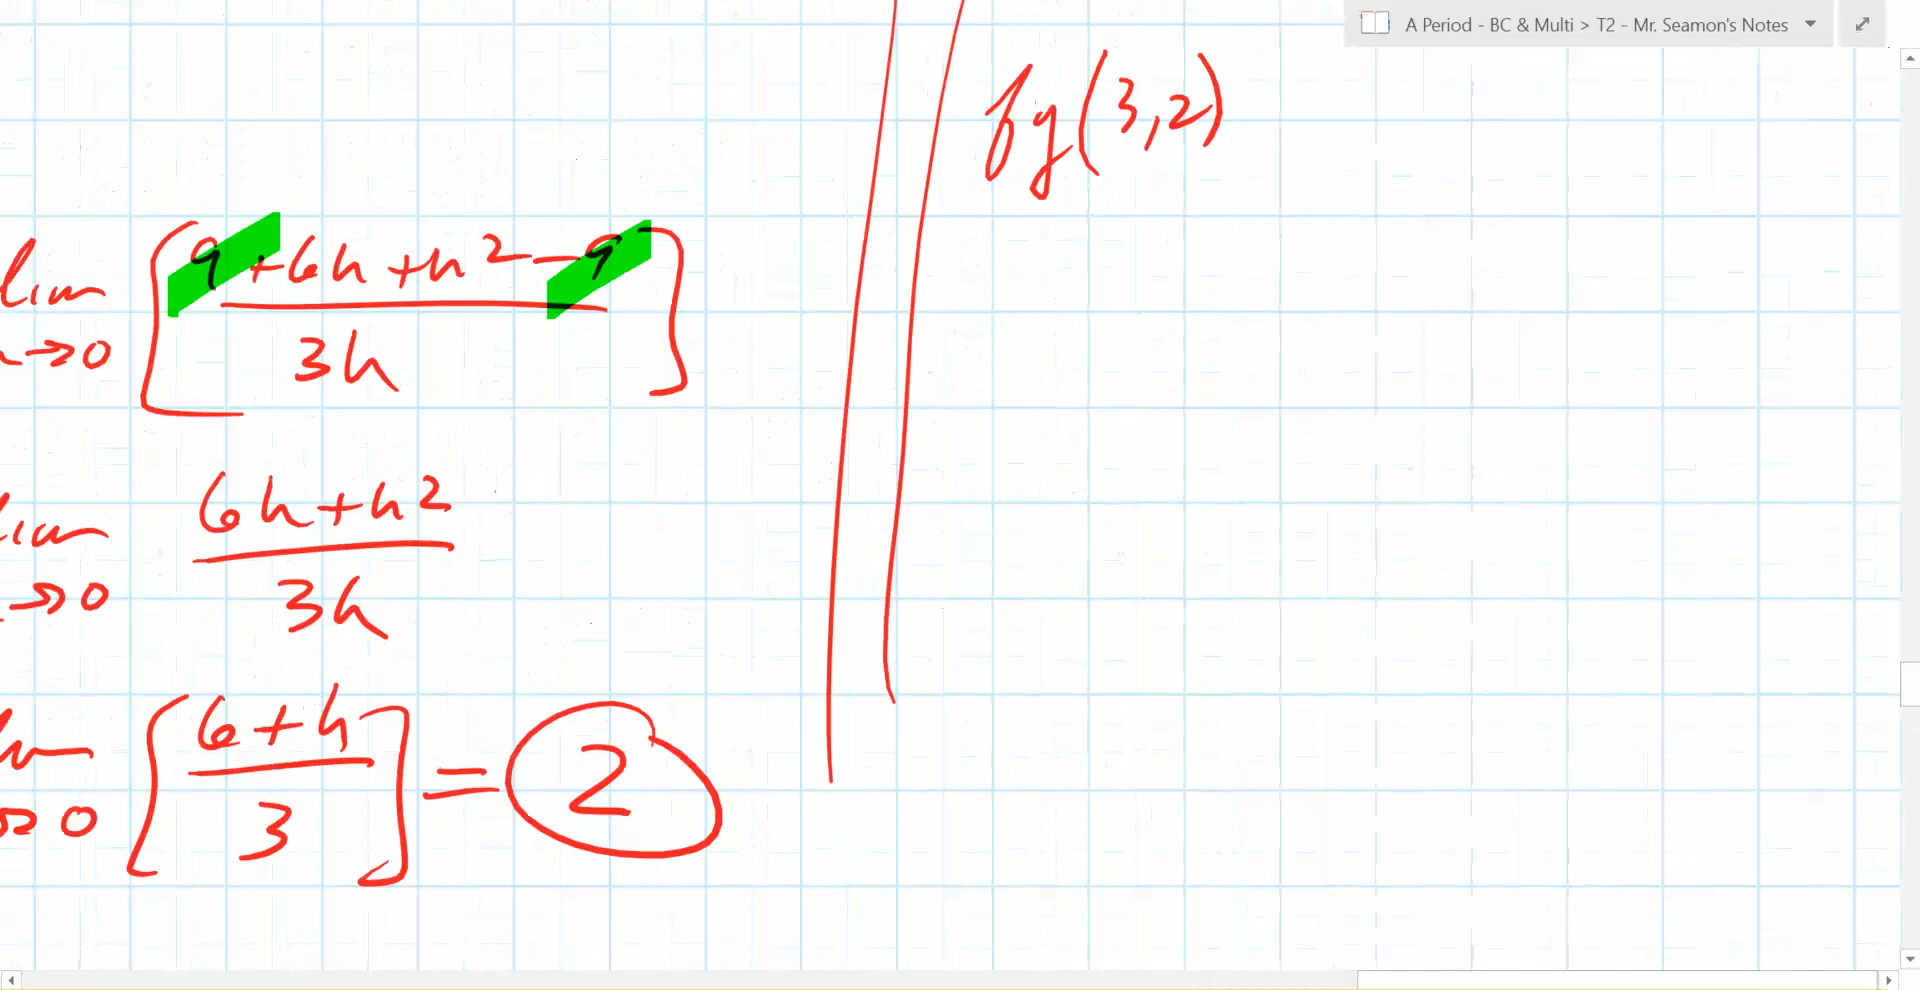 A Period - BC & Multi > T2 - Mr. Seamon's Notes
lim h→0 [ (9 + 6h + h² - 9) / 3h ]
lim →0 (6h + h²) / 3h
→0 [ (6 + h) / 3 ] = 2
fy(3,2)